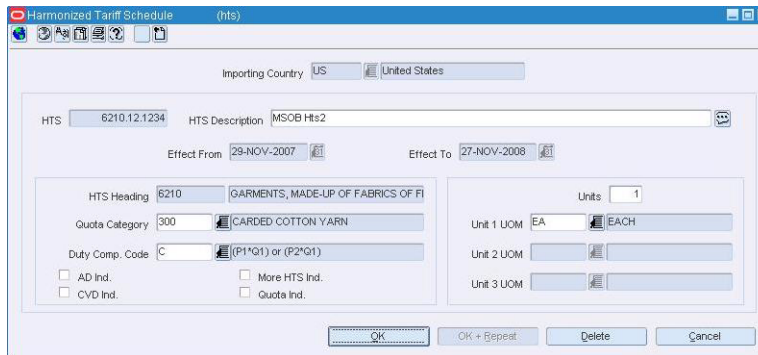 Harmonized Tariff Schedule (hts)
Importing Country US United States
HTS 6210.12.1234 HTS Description MSOB Hts2
Effect From 29-NOV-2007 Effect To 27-NOV-2008
HTS Heading 6210 GARMENTS, MADE-UP OF FABRICS OF FI
Units 1
Quota Category 300 CARDED COTTON YARN
Unit 1 UOM EA EACH
Duty Comp. Code C (P1*Q1) or (P2*Q1)
Unit 2 UOM
AD Ind. More HTS Ind.
Unit 3 UOM
CVD Ind. Quota Ind.
OK OK + Repeat Delete Cancel